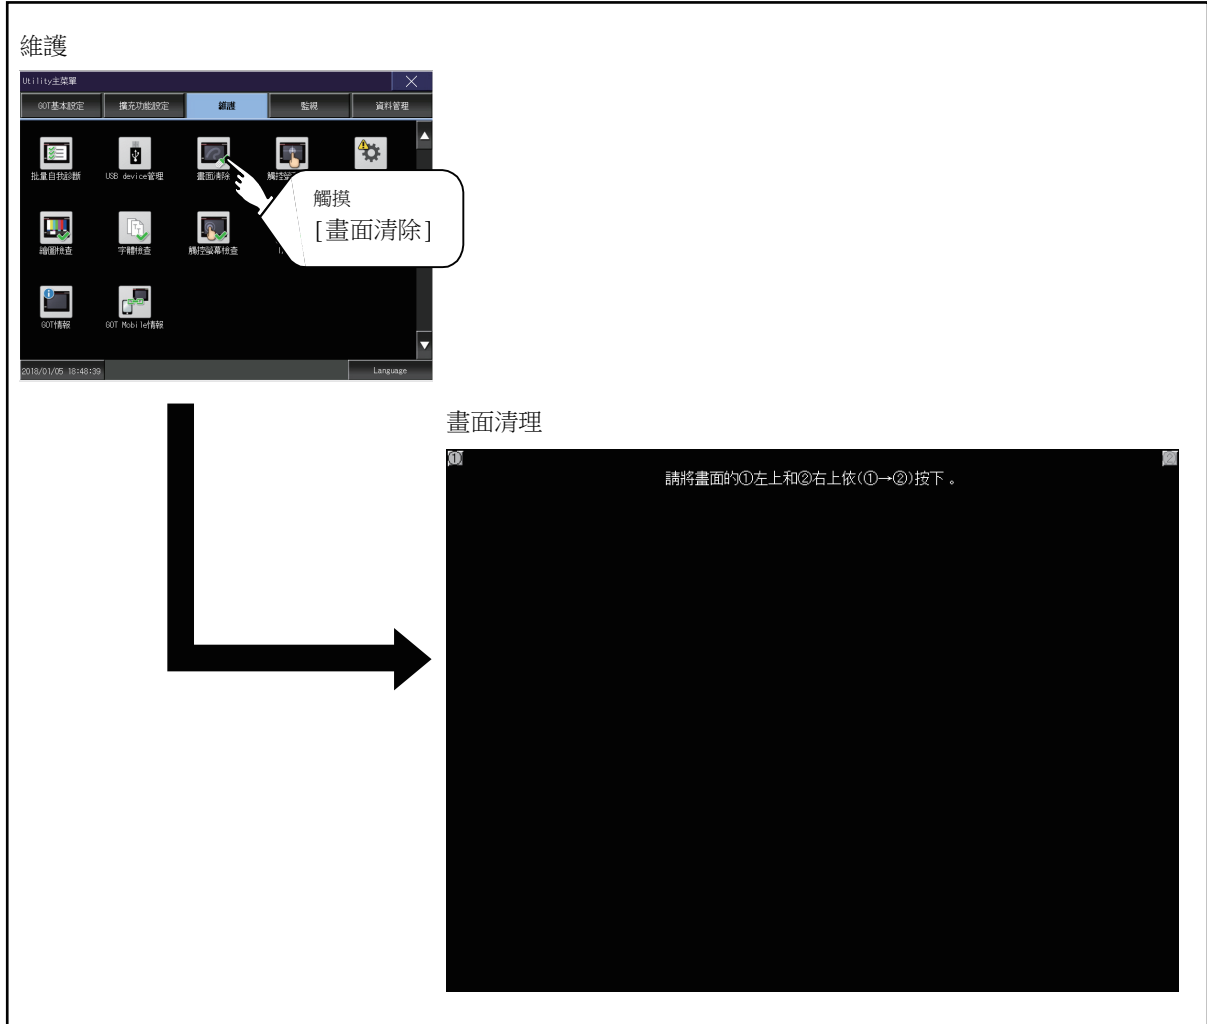 維護
Utility主菜單
GOT基本設定 擴充功能設定 維護 監視 資料管理
批量自我診斷 USB device管理 畫面清除
觸摸
[畫面清除]
繪圖檢查 字體檢查 觸控螢幕檢查
GOT情報 GOT Mobile情報
2018/01/05 18:48:39 Language
畫面清理
① ②
請將畫面的①左上和②右上依(①→②)按下。